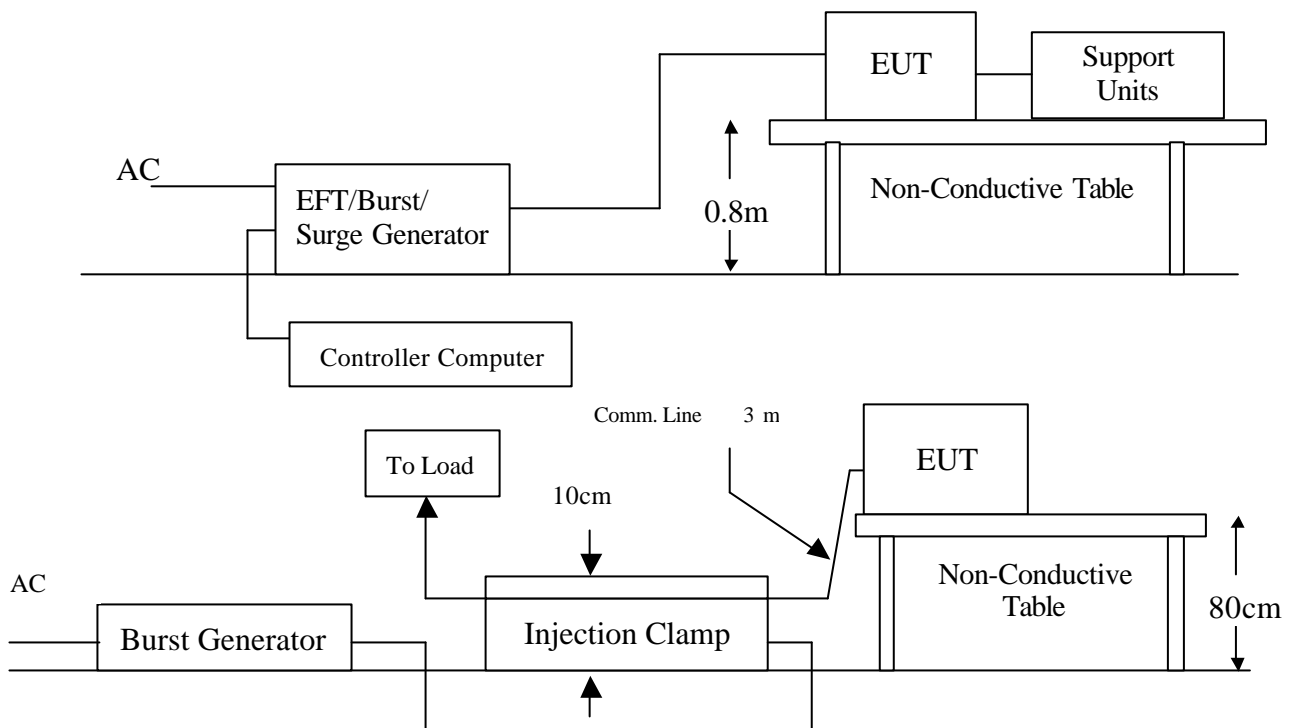 EUT
Support
Units
AC
EFT/Burst/
Surge Generator
0.8m
Non-Conductive Table
Controller Computer
Comm. Line 3 m
To Load
EUT
10cm
AC
Burst Generator
Injection Clamp
Non-Conductive
Table
80cm